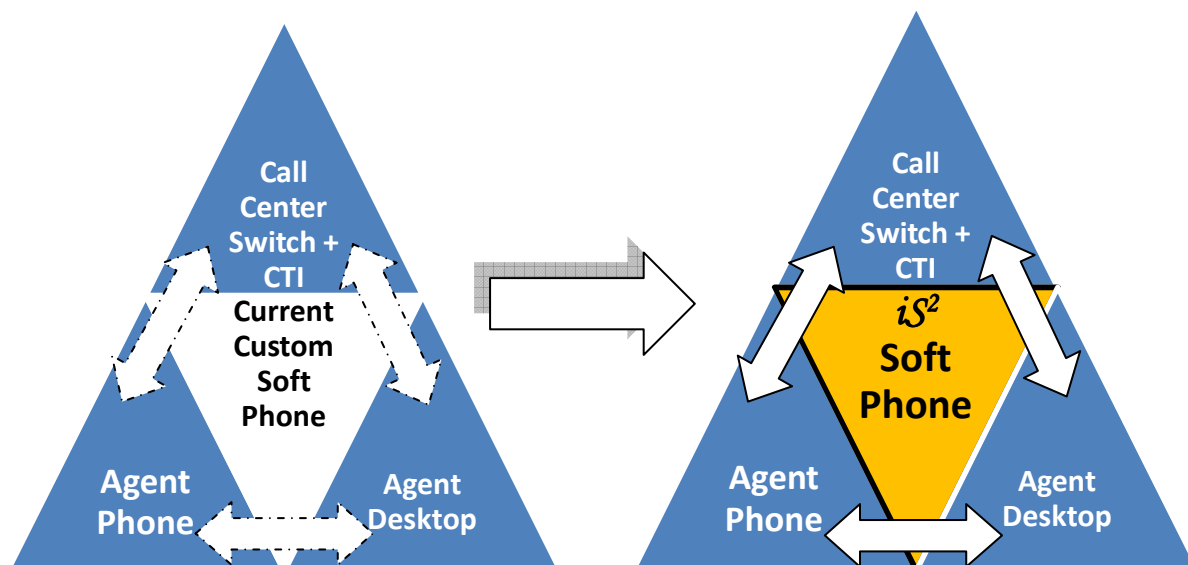 Call
Center
Switch +
CTI
Current
Custom
Soft
Phone
Agent
Phone
Agent
Desktop
Call
Center
Switch +
CTI
iS²
Soft
Phone
Agent
Phone
Agent
Desktop